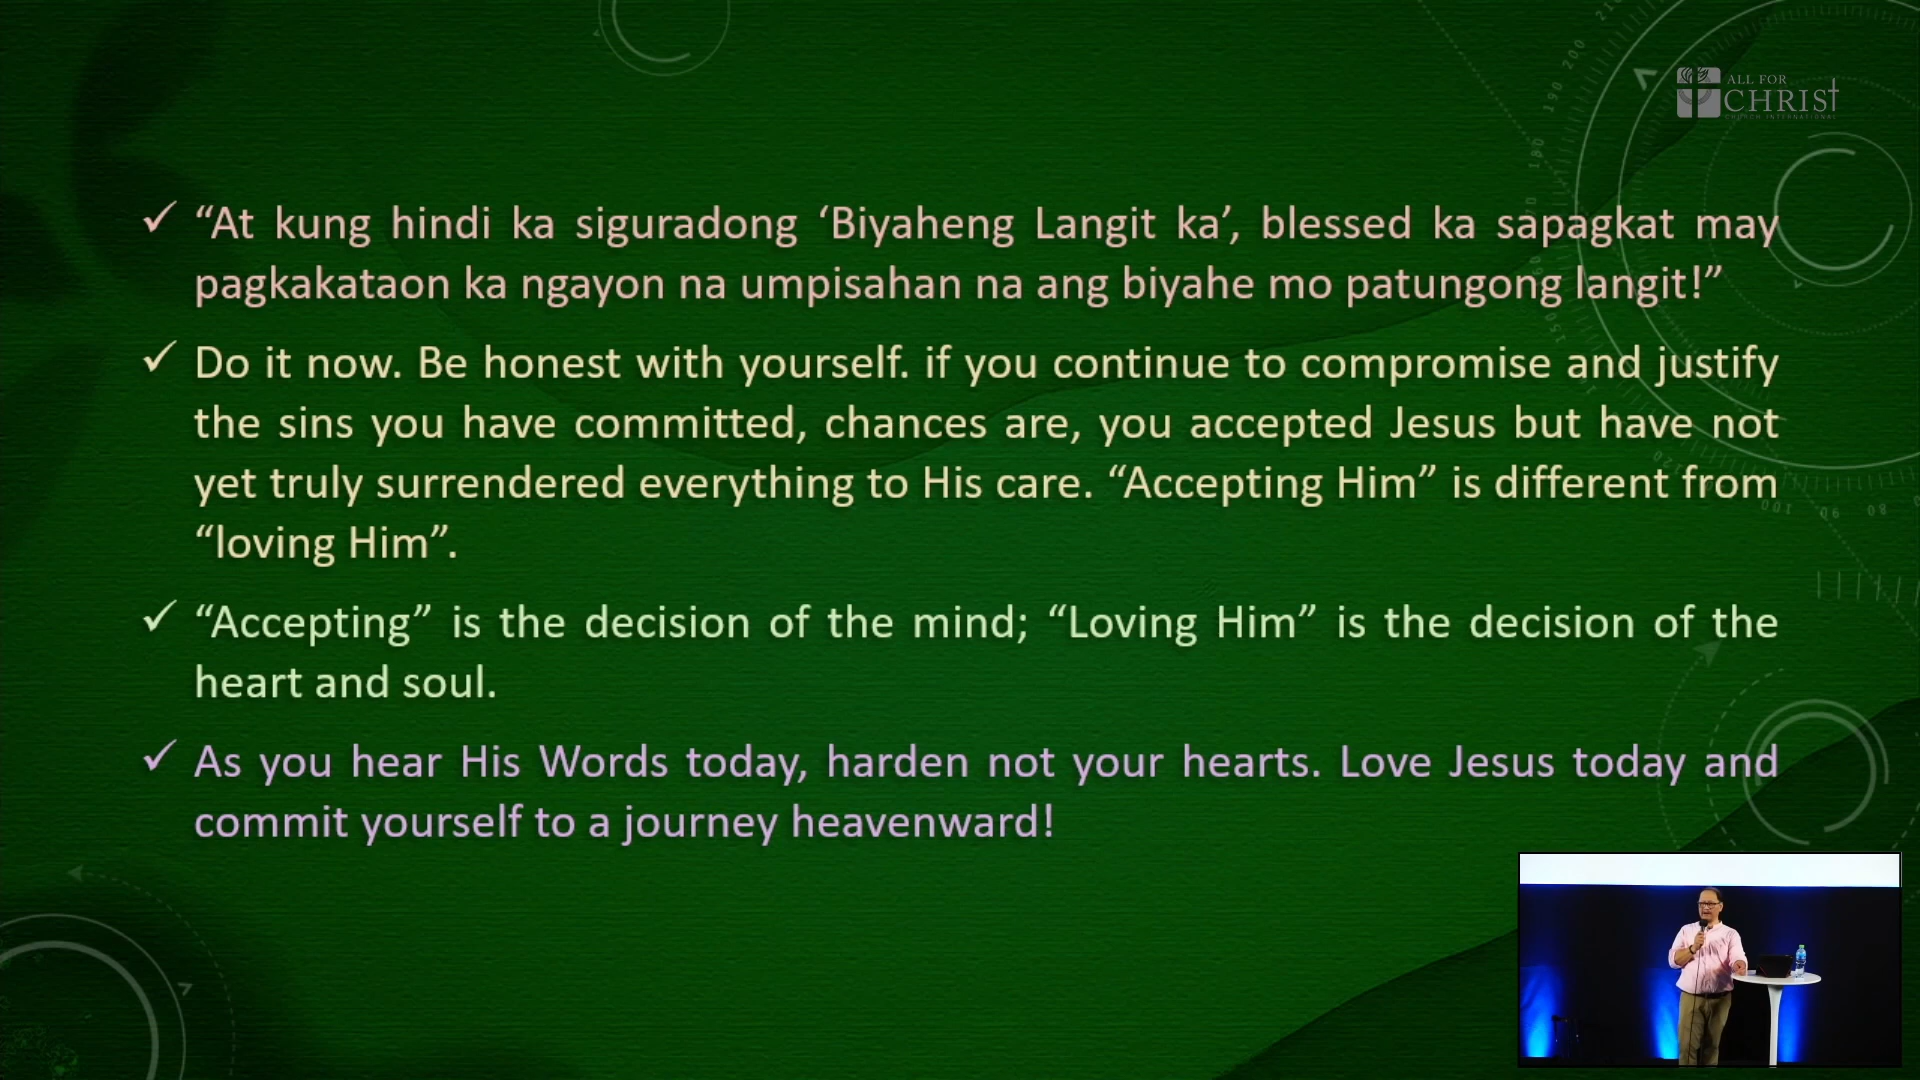 ALL FOR
CHRIST
CHURCH INTERNATIONAL
✓ “At kung hindi ka siguradong ‘Biyaheng Langit ka’, blessed ka sapagkat may
pagkakataon ka ngayon na umpisahan na ang biyahe mo patungong langit!”
✓ Do it now. Be honest with yourself. if you continue to compromise and justify
the sins you have committed, chances are, you accepted Jesus but have not
yet truly surrendered everything to His care. “Accepting Him” is different from
“loving Him”.
✓ “Accepting” is the decision of the mind; “Loving Him” is the decision of the
heart and soul.
✓ As you hear His Words today, harden not your hearts. Love Jesus today and
commit yourself to a journey heavenward!